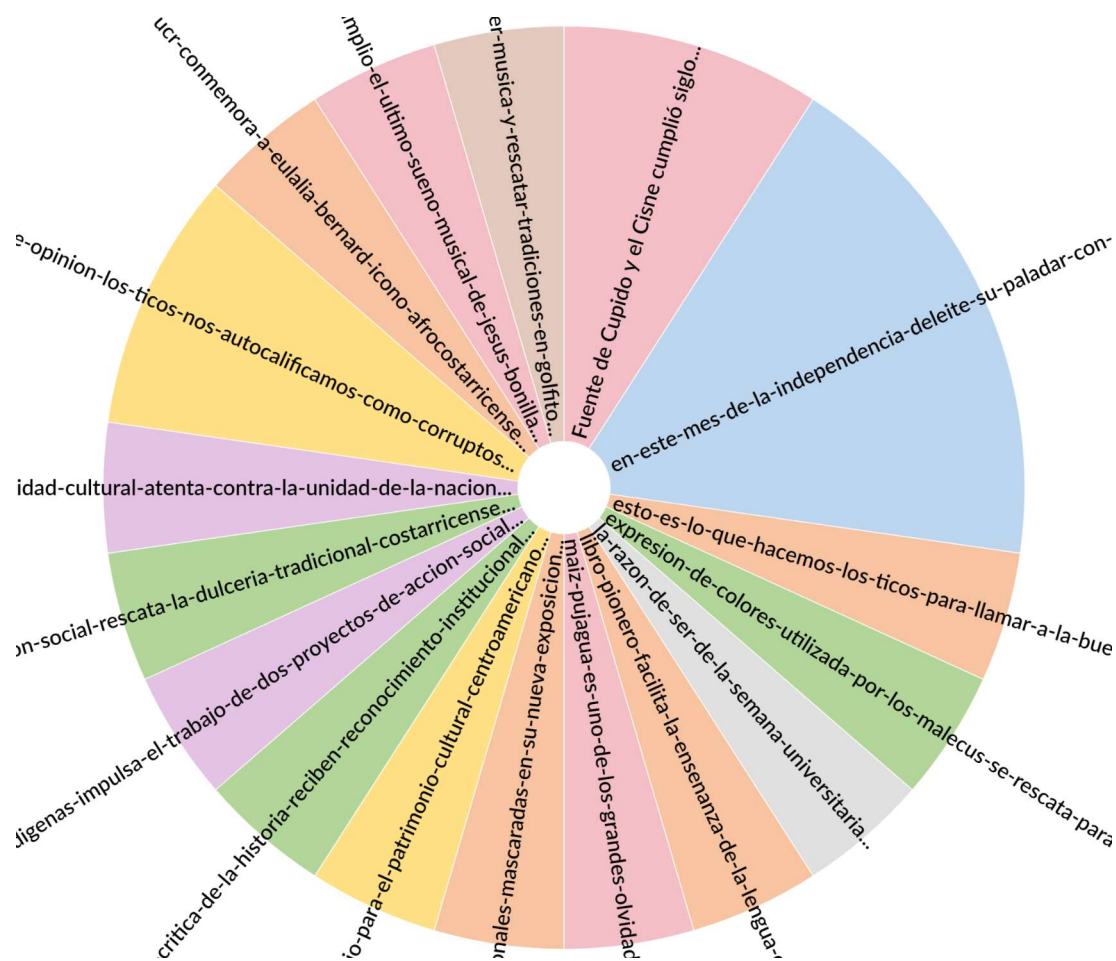 Fuente de Cupido y el Cisne cumplió siglo...
en-este-mes-de-la-independencia-deleite-su-paladar-con-
esto-es-lo-que-hacemos-los-ticos-para-llamar-a-la-bue
expresion-de-colores-utilizada-por-los-malecus-se-rescata-para
la-razon-de-ser-de-la-semana-universitaria...
libro-pionero-facilita-la-ensenanza-de-la-lengua-
maiz-pujagua-es-uno-de-los-grandes-olvidad
onales-mascaradas-en-su-nueva-exposicion...
io-para-el-patrimonio-cultural-centroamericano...
critica-de-la-historia-reciben-reconocimiento-institucional...
digenas-impulsa-el-trabajo-de-dos-proyectos-de-accion-social...
on-social-rescata-la-dulceria-tradicional-costarricense...
idad-cultural-atenta-contra-la-unidad-de-la-nacion...
e-opinion-los-ticos-nos-autocalificamos-como-corruptos...
ucr-conmemora-a-eulalia-bernard-icono-afrocostarricense...
mplio-el-ultimo-sueno-musical-de-jesus-bonilla...
er-musica-y-rescatar-tradiciones-en-golfito...